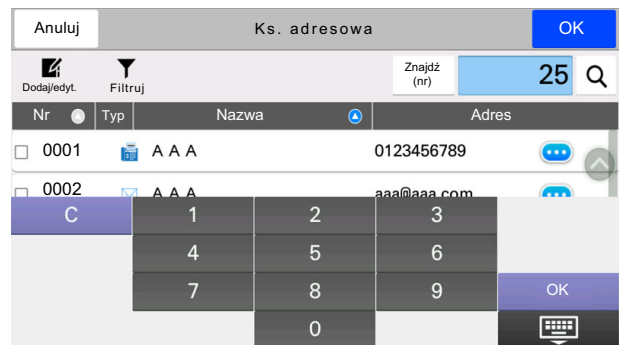 Anuluj Ks. adresowa OK
Dodaj/edyt. Filtruj Znajdź (nr) 25
Nr Typ Nazwa Adres
0001 A A A 0123456789
0002 A A A aaa@aaa.com
C 1 2 3
4 5 6
7 8 9 OK
0